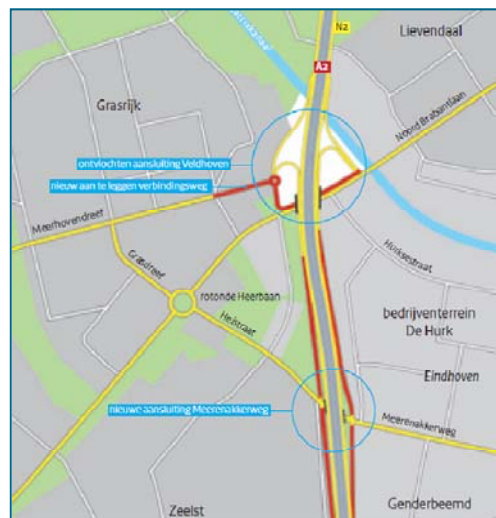 N2
Lievendaal
A2
Grasrijk
Noord Brabantlaan
ontvlochten aansluiting Veldhoven
nieuw aan te leggen verbindingsweg
Meerhovendreef
Grasdreef
Hurksestraat
rotonde Heerbaan
Heistraat
bedrijventerrein
De Hurk
Eindhoven
nieuwe aansluiting Meerenakkerweg
Meerenakkerweg
Zeelst
Genderbeemd